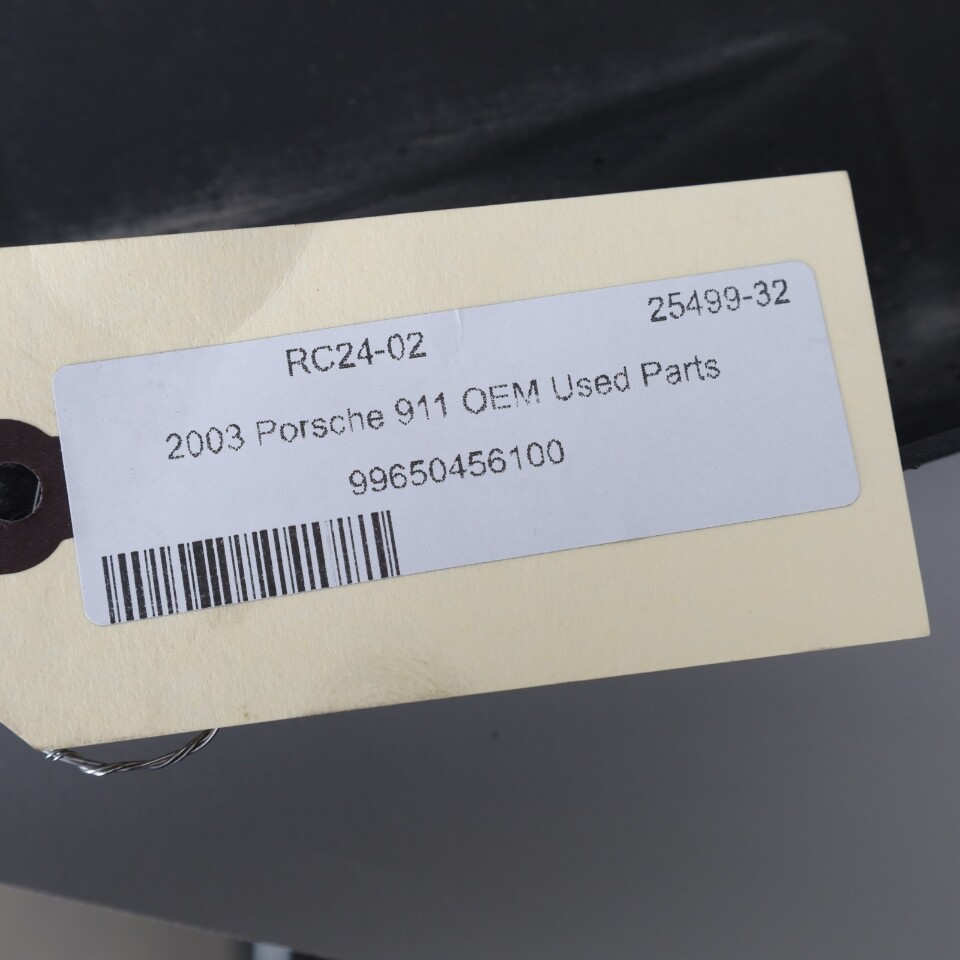 RC24-02 25499-32
2003 Porsche 911 OEM Used Parts
99650456100